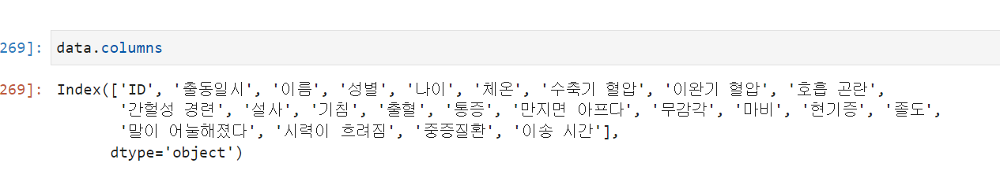 269]: data.columns
269]: Index(['ID', '출동일시', '이름', '성별', '나이', '체온', '수축기 혈압', '이완기 혈압', '호흡 곤란',
'간헐성 경련', '설사', '기침', '출혈', '통증', '만지면 아프다', '무감각', '마비', '현기증', '졸도',
'말이 어눌해졌다', '시력이 흐려짐', '중증질환', '이송 시간'],
dtype='object')